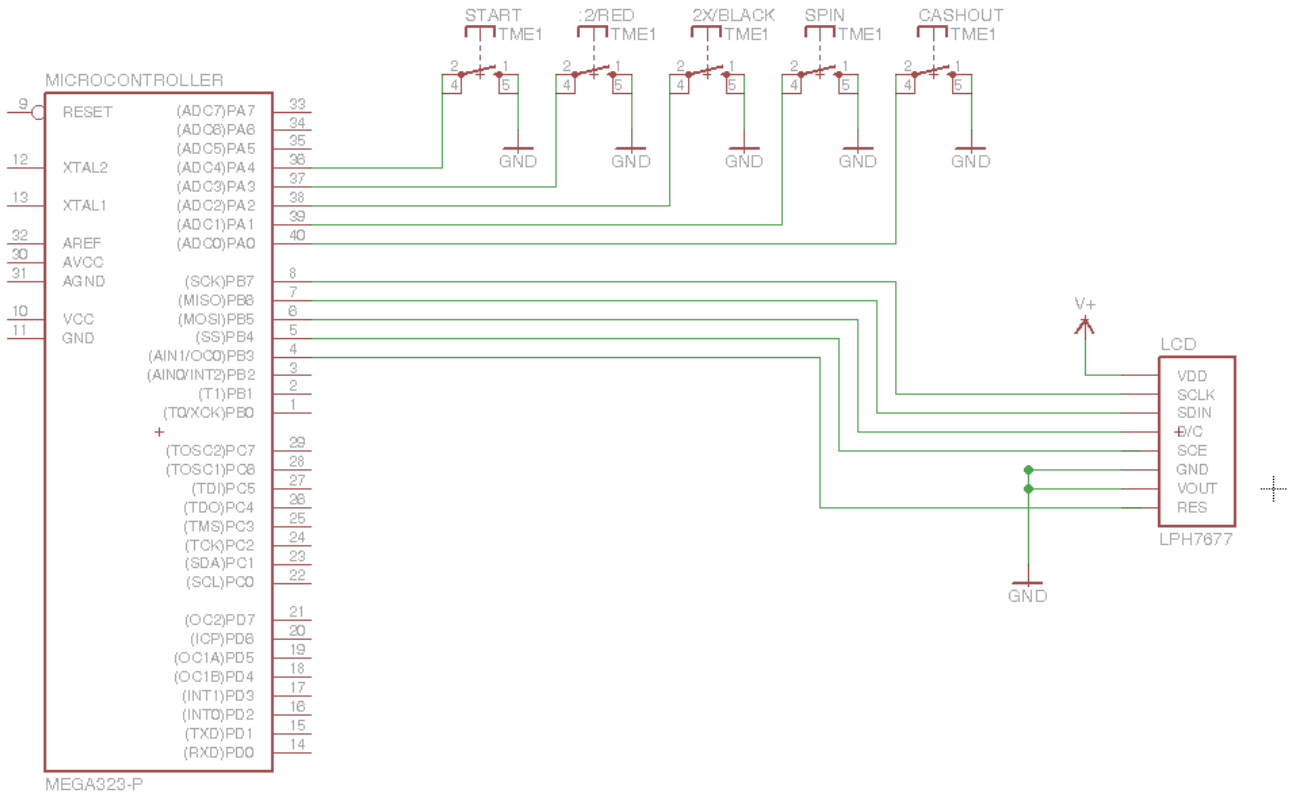 START :2/RED 2X/BLACK SPIN CASHOUT
TME1 TME1 TME1 TME1 TME1
2 1 2 1 2 1 2 1 2 1
4 5 4 5 4 5 4 5 4 5
GND GND GND GND GND
MICROCONTROLLER
9 RESET (ADC7)PA7 33
(ADC6)PA6 34
(ADC5)PA5 35
12 XTAL2 (ADC4)PA4 36
(ADC3)PA3 37
13 XTAL1 (ADC2)PA2 38
(ADC1)PA1 39
32 AREF (ADC0)PA0 40
30 AVCC
31 AGND (SCK)PB7 8
(MISO)PB6 7
10 VCC (MOSI)PB5 6
11 GND (SS)PB4 5
(AIN1/OC0)PB3 4
(AIN0/INT2)PB2 3
(T1)PB1 2
(T0/XCK)PB0 1
(TOSC2)PC7 29
(TOSC1)PC6 28
(TDI)PC5 27
(TDO)PC4 26
(TMS)PC3 25
(TCK)PC2 24
(SDA)PC1 23
(SCL)PC0 22
(OC2)PD7 21
(ICP)PD6 20
(OC1A)PD5 19
(OC1B)PD4 18
(INT1)PD3 17
(INT0)PD2 16
(TXD)PD1 15
(RXD)PD0 14
MEGA323-P
V+
LCD
VDD
SCLK
SDIN
D/C
SCE
GND
VOUT
RES
LPH7677
GND